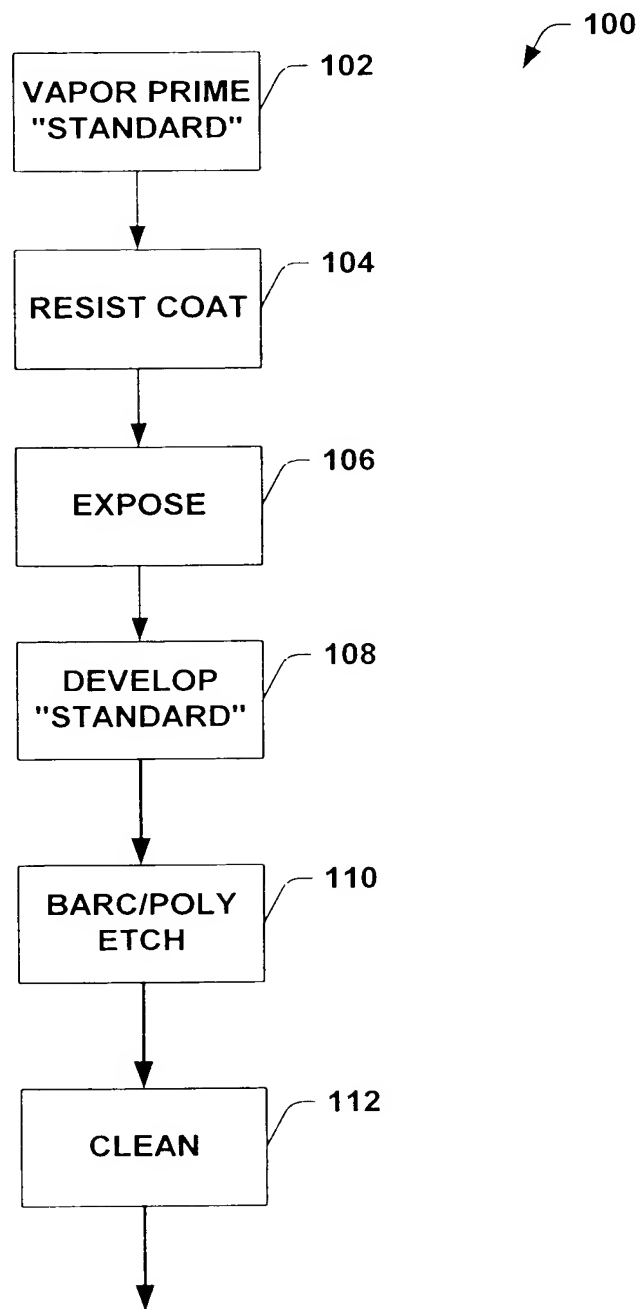 100
VAPOR PRIME
"STANDARD"
102
RESIST COAT
104
EXPOSE
106
DEVELOP
"STANDARD"
108
BARC/POLY
ETCH
110
CLEAN
112